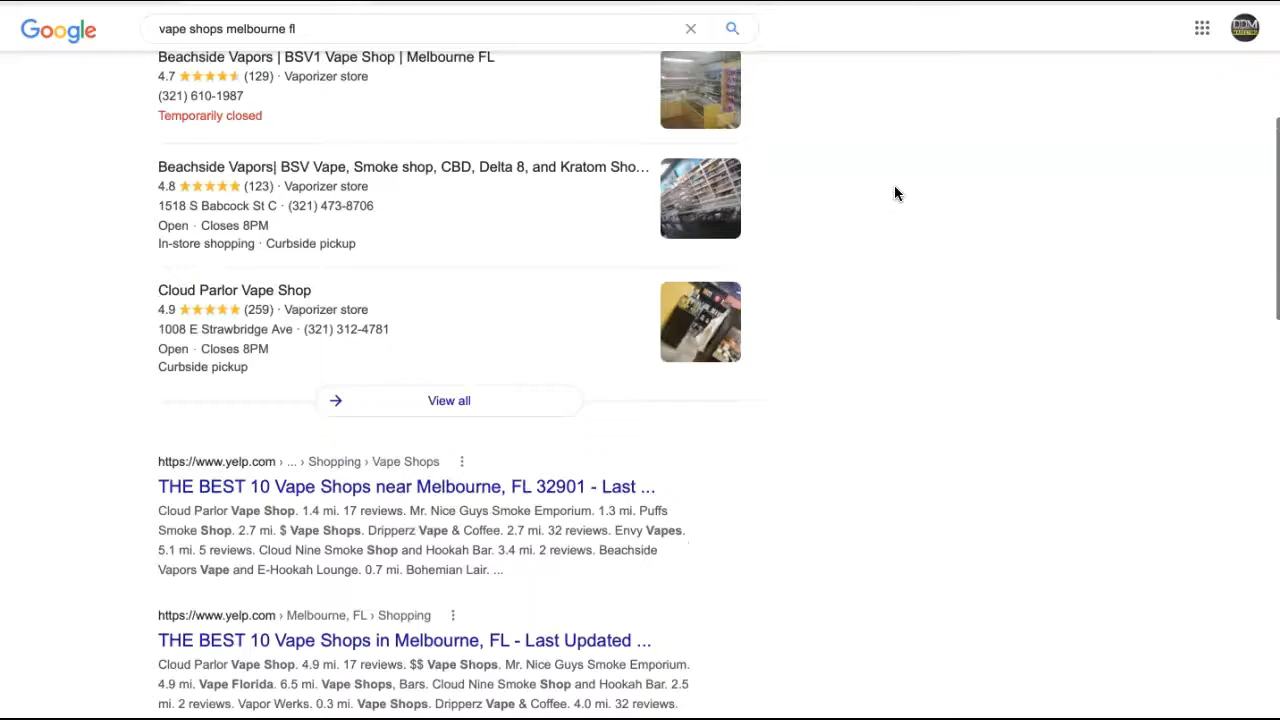 Google
vape shops melbourne fl
DDM
Beachside Vapors | BSV1 Vape Shop | Melbourne FL
4.7 (129) · Vaporizer store
(321) 610-1987
Temporarily closed
Beachside Vapors| BSV Vape, Smoke shop, CBD, Delta 8, and Kratom Sho...
4.8 (123) · Vaporizer store
1518 S Babcock St C · (321) 473-8706
Open · Closes 8PM
In-store shopping · Curbside pickup
Cloud Parlor Vape Shop
4.9 (259) · Vaporizer store
1008 E Strawbridge Ave · (321) 312-4781
Open · Closes 8PM
Curbside pickup
View all
https://www.yelp.com › ... › Shopping › Vape Shops
THE BEST 10 Vape Shops near Melbourne, FL 32901 - Last ...
Cloud Parlor Vape Shop. 1.4 mi. 17 reviews. Mr. Nice Guys Smoke Emporium. 1.3 mi. Puffs
Smoke Shop. 2.7 mi. $ Vape Shops. Dripperz Vape & Coffee. 2.7 mi. 32 reviews. Envy Vapes.
5.1 mi. 5 reviews. Cloud Nine Smoke Shop and Hookah Bar. 3.4 mi. 2 reviews. Beachside
Vapors Vape and E-Hookah Lounge. 0.7 mi. Bohemian Lair. ...
https://www.yelp.com › Melbourne, FL › Shopping
THE BEST 10 Vape Shops in Melbourne, FL - Last Updated ...
Cloud Parlor Vape Shop. 4.9 mi. 17 reviews. $$ Vape Shops. Mr. Nice Guys Smoke Emporium.
4.9 mi. Vape Florida. 6.5 mi. Vape Shops, Bars. Cloud Nine Smoke Shop and Hookah Bar. 2.5
mi. 2 reviews. Vapor Werks. 0.3 mi. Vape Shops. Dripperz Vape & Coffee. 4.0 mi. 32 reviews.